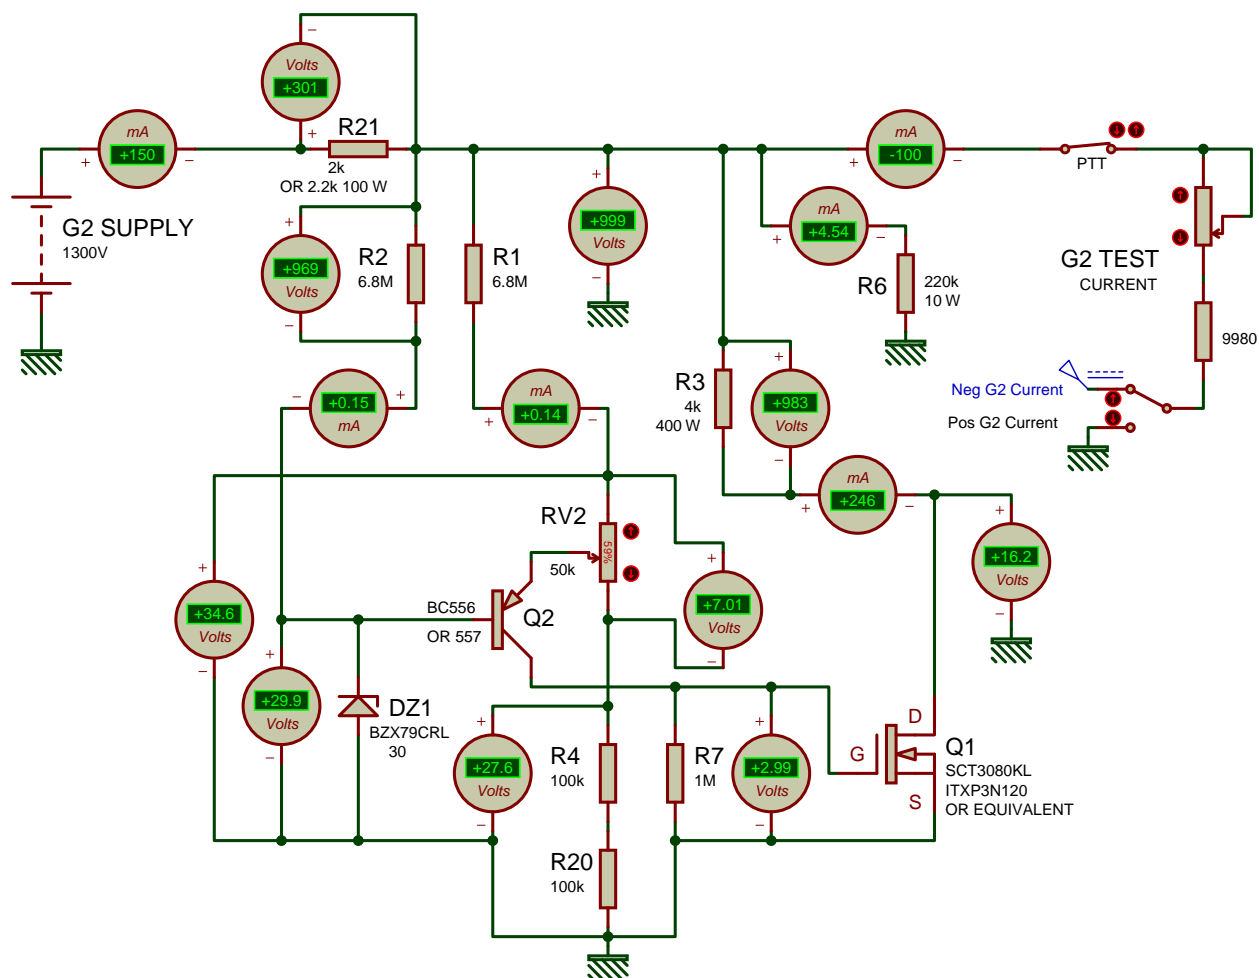 Volts
+301
mA
+150
R21
2k
OR 2.2k 100 W
mA
-100
PTT
G2 SUPPLY
1300V
+969
Volts
R2
6.8M
R1
6.8M
+999
Volts
mA
+4.54
R6
220k
10 W
G2 TEST
CURRENT
9980
+0.15
mA
+0.14
mA
R3
4k
400 W
+983
Volts
Neg G2 Current
Pos G2 Current
mA
+246
RV2
59%
50k
+16.2
Volts
+34.6
Volts
BC556
OR 557
Q2
+7.01
Volts
+29.9
Volts
DZ1
BZX79CRL
30
+27.6
Volts
R4
100k
R7
1M
+2.99
Volts
D
G
S
Q1
SCT3080KL
ITXP3N120
OR EQUIVALENT
R20
100k